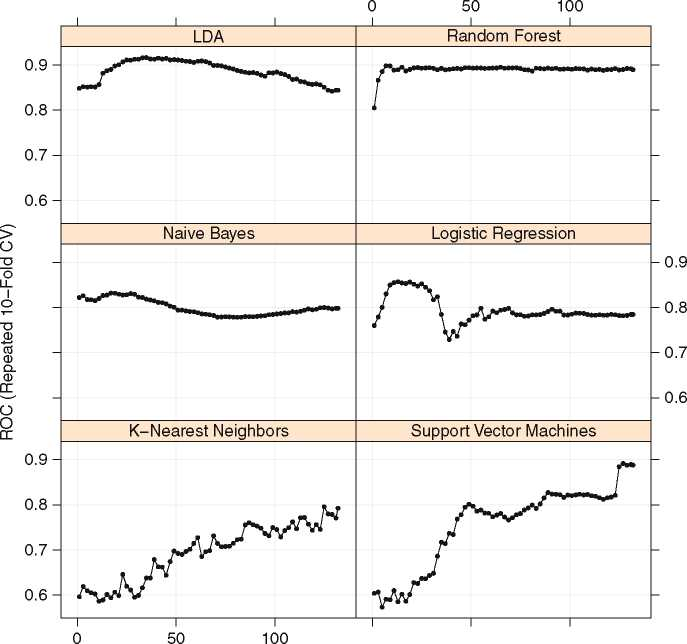 0 50 100
LDA Random Forest
0.9
0.8
0.7
0.6
Naive Bayes Logistic Regression
0.9
0.8
0.7
0.6
K−Nearest Neighbors Support Vector Machines
0.9
0.8
0.7
0.6
0 50 100
ROC (Repeated 10−Fold CV)